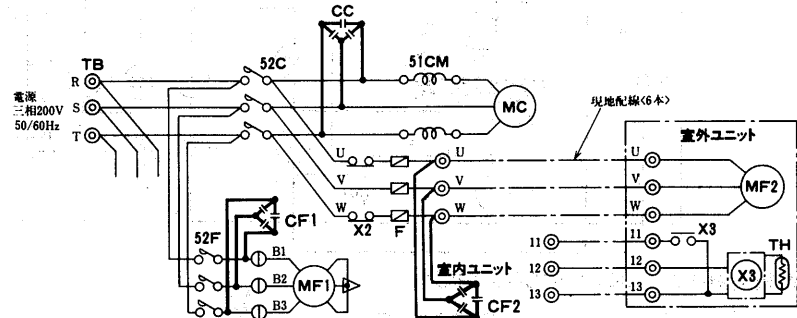 CC
TB
52C
51CM
R
S
T
電源
三相200V
50/60Hz
MC
現地配線<6本>
室外ユニット
U
U
U
V
V
V
MF2
W
W
W
X2
F
52F
CF1
11
11
X3
TH
B1
室内ユニット
12
12
X3
B2
MF1
B3
CF2
13
13